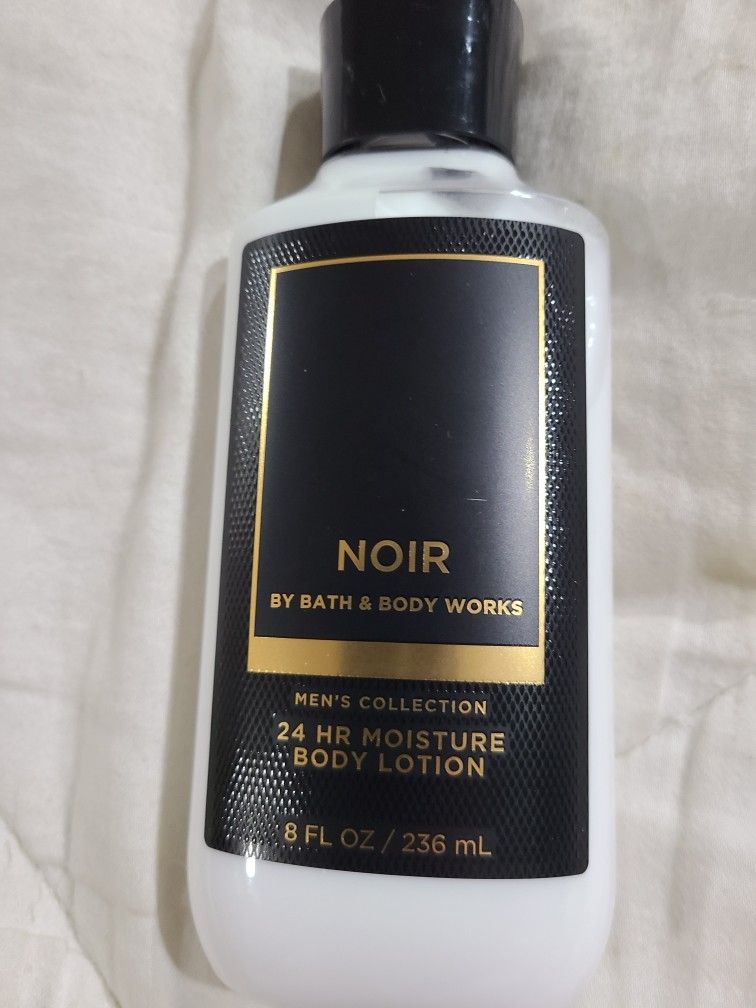 NOIR
BY BATH & BODY WORKS
MEN'S COLLECTION
24 HR MOISTURE
BODY LOTION
8 FL OZ / 236 mL